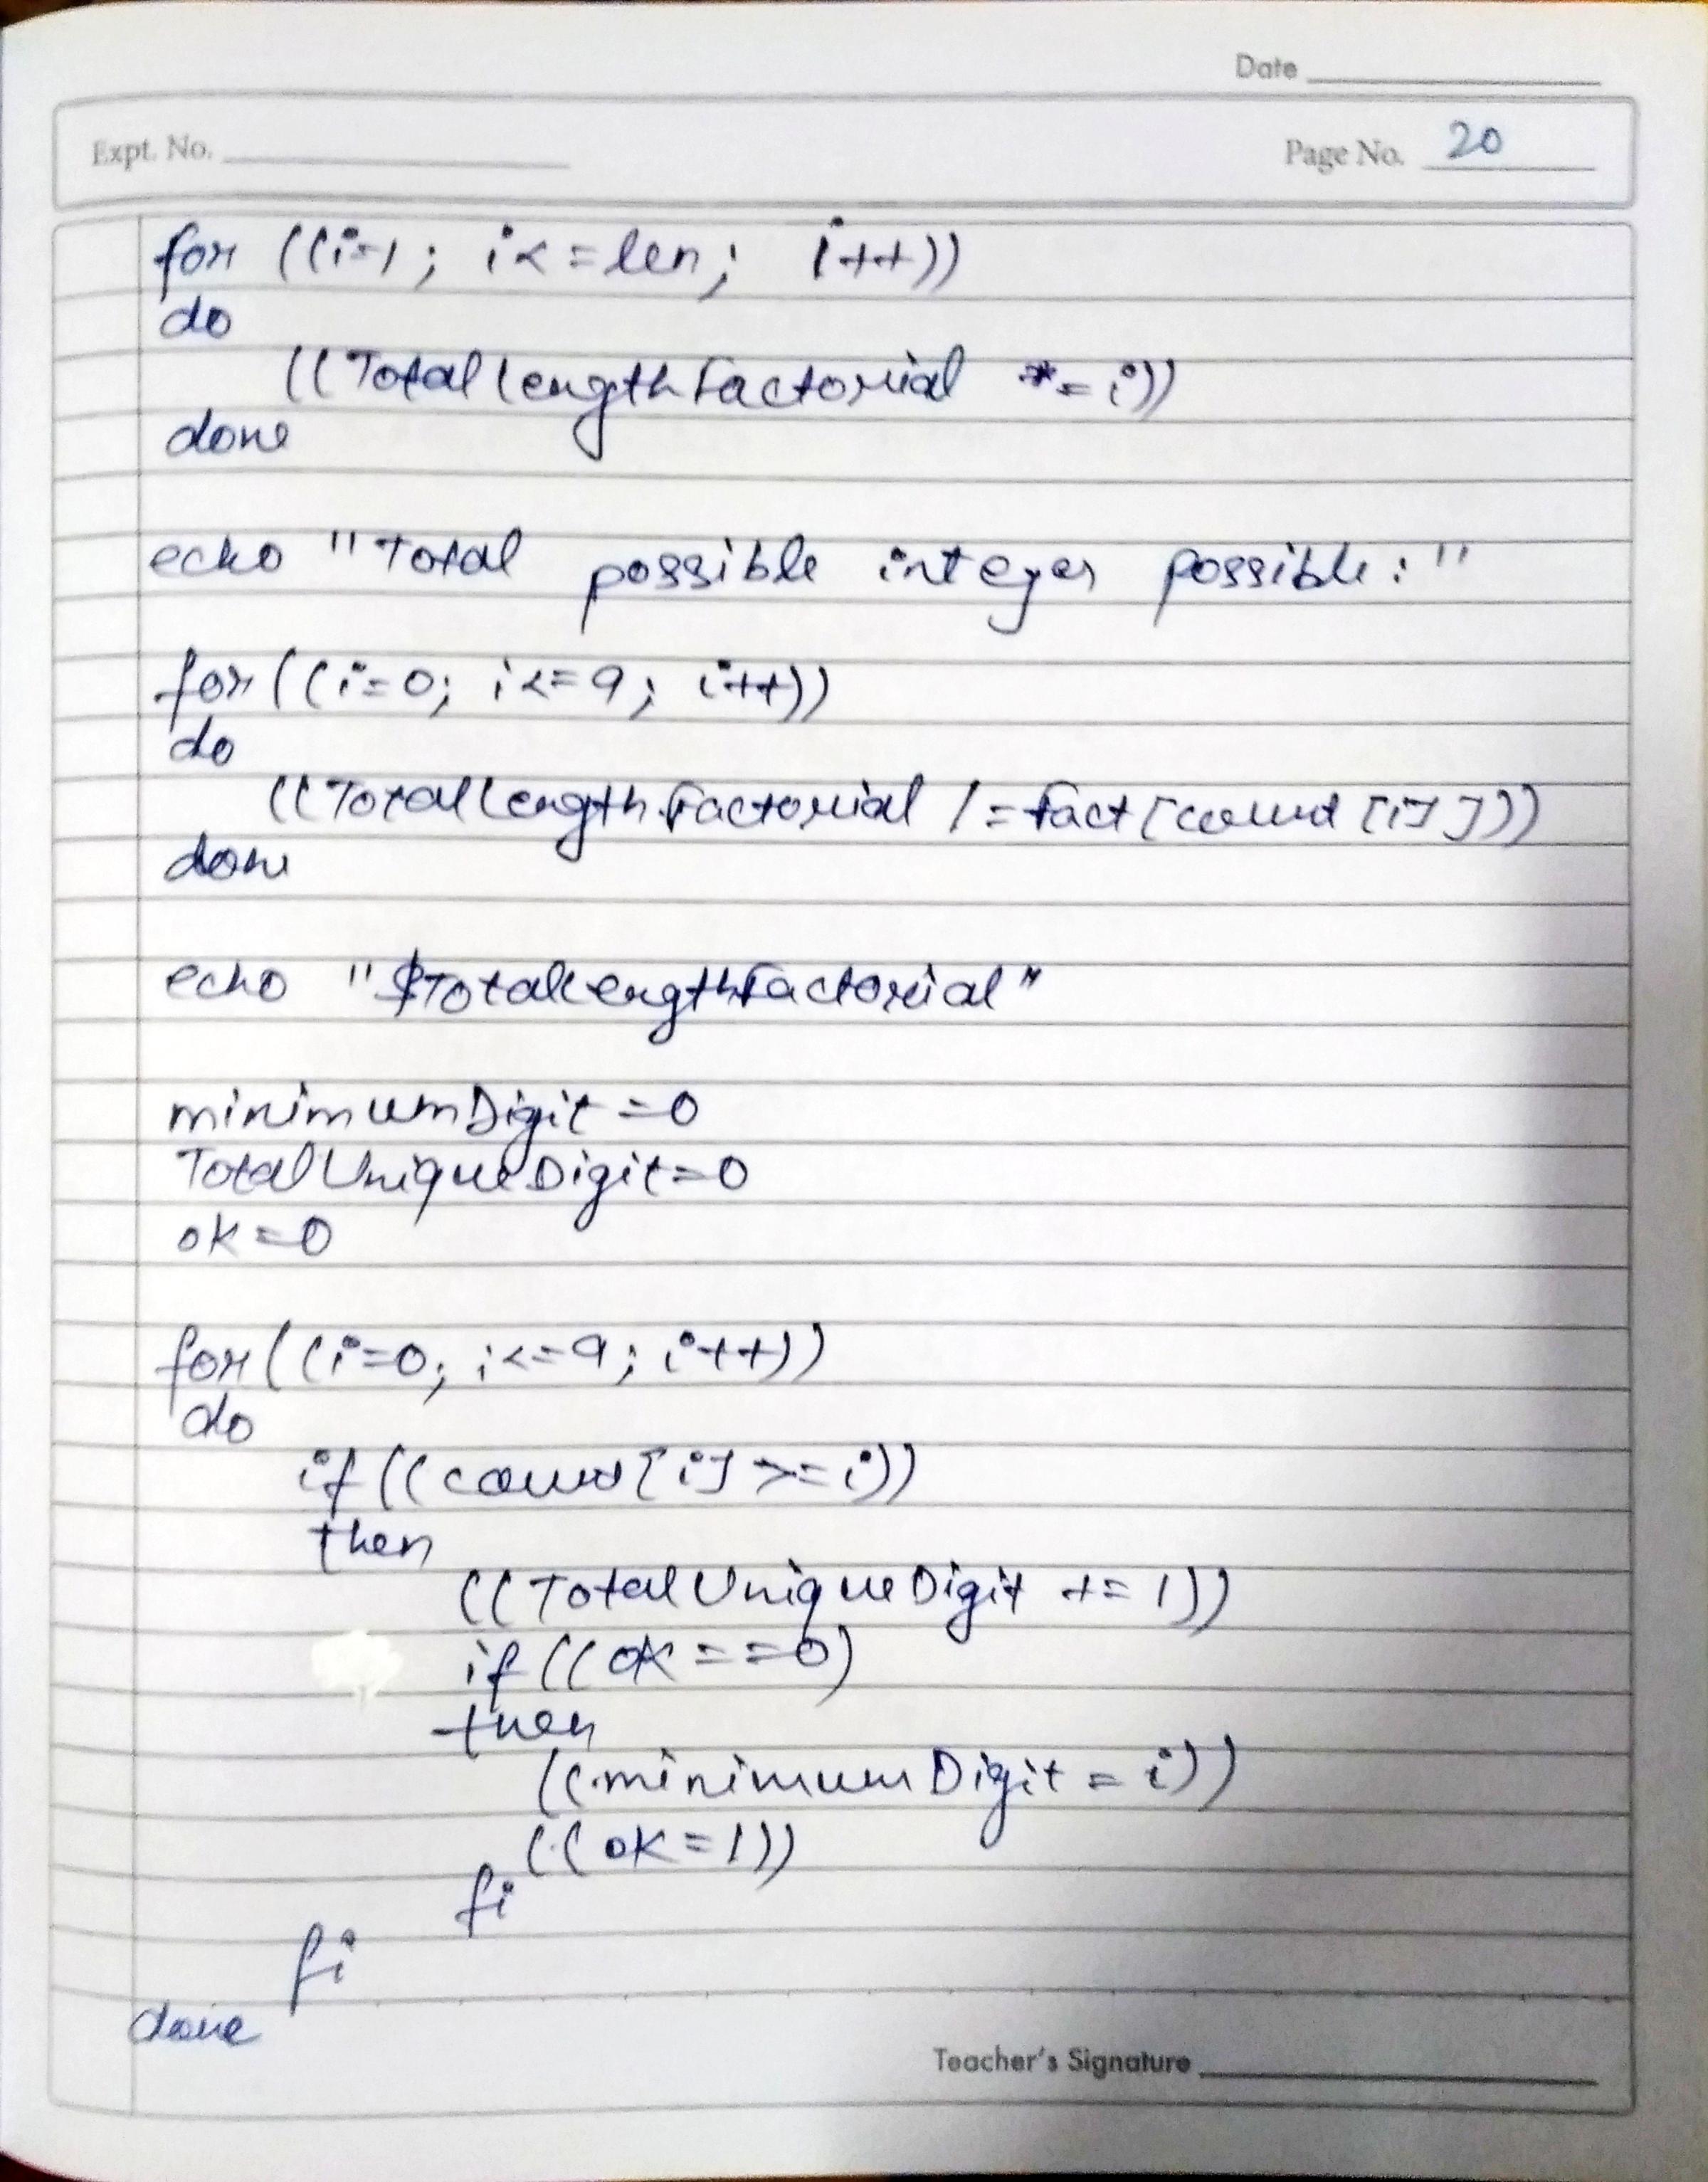 Date
Expt. No.
Page No. 20
for ((i=1; i<=len; i++))
do
((TotallengthFactorial *= i))
done
echo "Total possible integer possible:"
for((i=0; i<=9; i++))
do
((TotallengthFactorial /=fact[count[i]]))
done
echo "$TotallengthFactorial"
minimumDigit=0
TotalUniqueDigit=0
ok=0
for((i=0; i<=9; i++))
do
if((count[i]>=i))
then
((TotalUniqueDigit += 1))
if ((ok==0)
then
((minimumDigit = i))
((ok=1))
fi
fi
done
Teacher's Signature